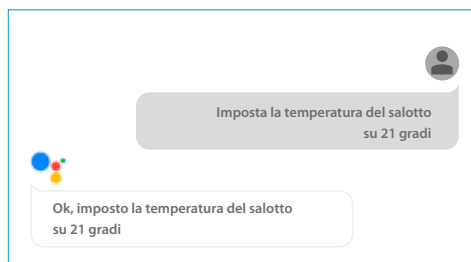 Imposta la temperatura del salotto
su 21 gradi
Ok, imposto la temperatura del salotto
su 21 gradi